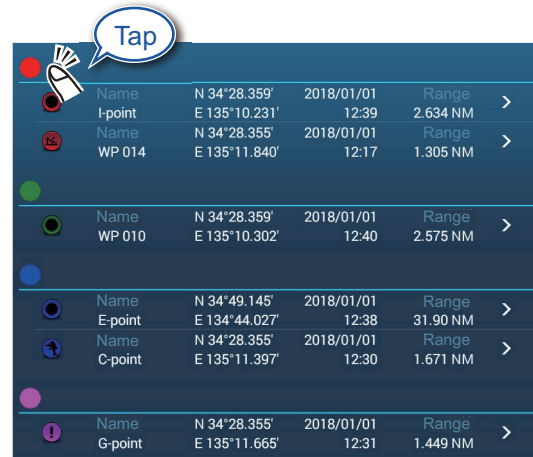 Tap
Name N 34°28.359' 2018/01/01 Range
I-point E 135°10.231' 12:39 2.634 NM
Name N 34°28.355' 2018/01/01 Range
WP 014 E 135°11.840' 12:17 1.305 NM
Name N 34°28.359' 2018/01/01 Range
WP 010 E 135°10.302' 12:40 2.575 NM
Name N 34°49.145' 2018/01/01 Range
E-point E 134°44.027' 12:38 31.90 NM
Name N 34°28.355' 2018/01/01 Range
C-point E 135°11.397' 12:30 1.671 NM
Name N 34°28.355' 2018/01/01 Range
G-point E 135°11.665' 12:31 1.449 NM